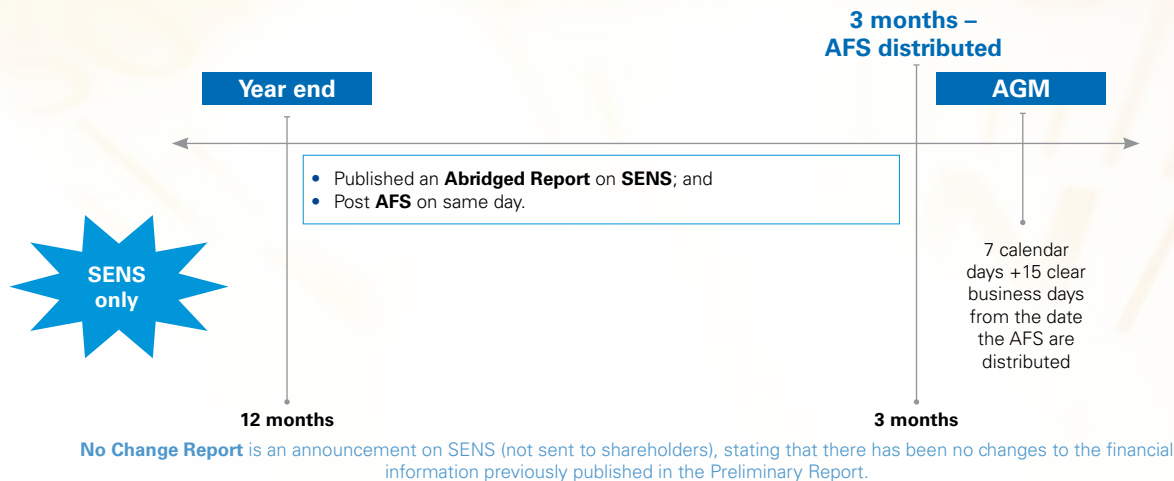 3 months –
AFS distributed
Year end
AGM
• Published an Abridged Report on SENS; and
• Post AFS on same day.
SENS
only
7 calendar
days +15 clear
business days
from the date
the AFS are
distributed
12 months
3 months
No Change Report is an announcement on SENS (not sent to shareholders), stating that there has been no changes to the financial
information previously published in the Preliminary Report.